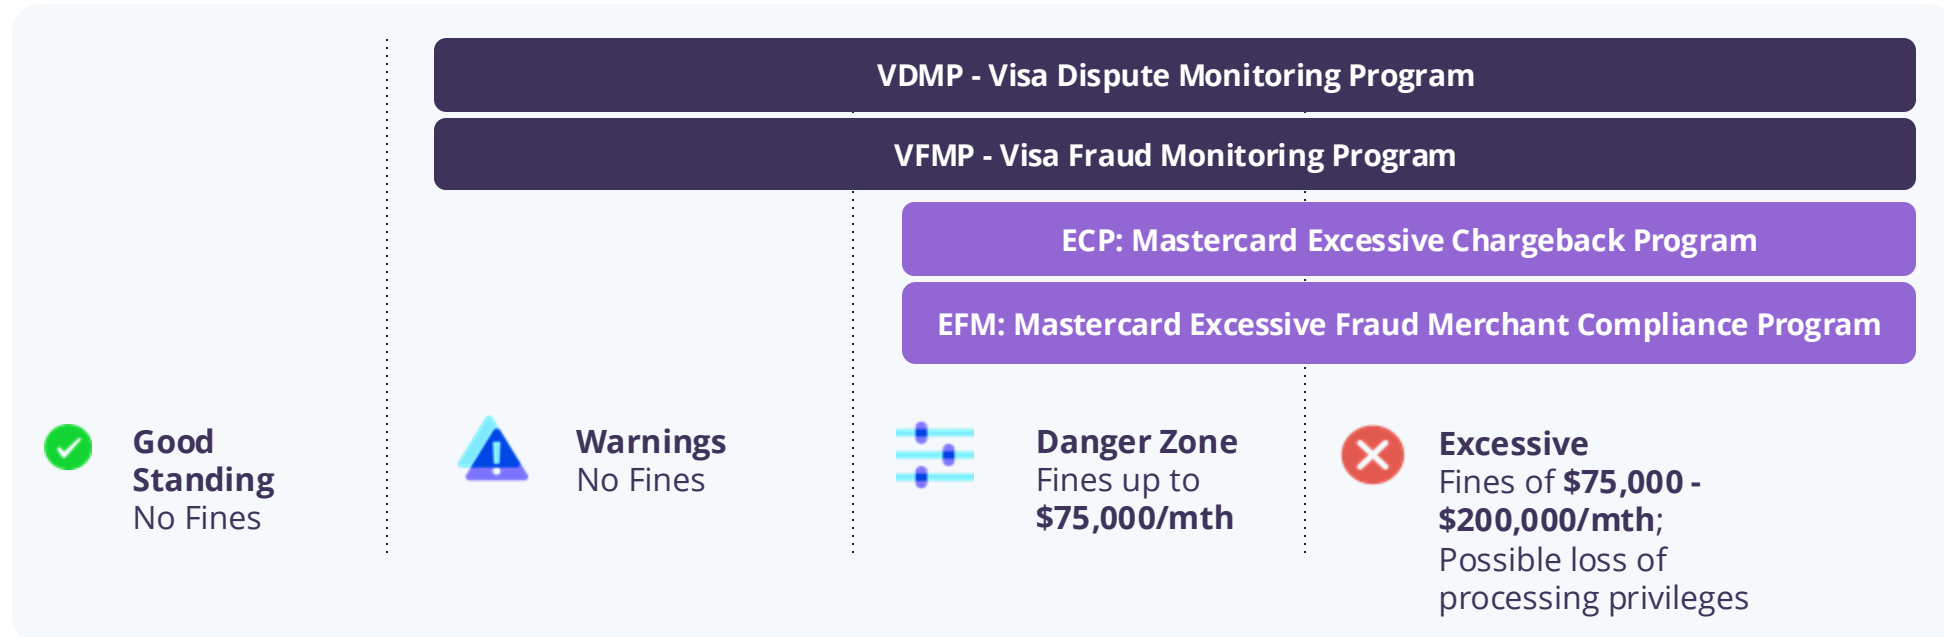 VDMP - Visa Dispute Monitoring Program
VFMP - Visa Fraud Monitoring Program
ECP: Mastercard Excessive Chargeback Program
EFM: Mastercard Excessive Fraud Merchant Compliance Program
Good
Standing
No Fines
Warnings
No Fines
Danger Zone
Fines up to
$75,000/mth
Excessive
Fines of $75,000 -
$200,000/mth;
Possible loss of
processing privileges